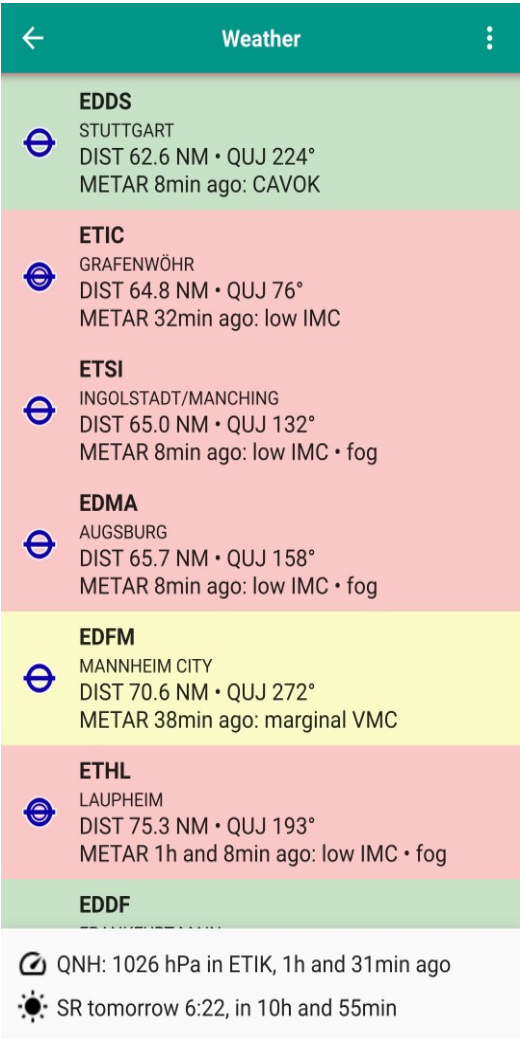 Weather
EDDS
STUTTGART
DIST 62.6 NM • QUJ 224°
METAR 8min ago: CAVOK
ETIC
GRAFENWÖHR
DIST 64.8 NM • QUJ 76°
METAR 32min ago: low IMC
ETSI
INGOLSTADT/MANCHING
DIST 65.0 NM • QUJ 132°
METAR 8min ago: low IMC • fog
EDMA
AUGSBURG
DIST 65.7 NM • QUJ 158°
METAR 8min ago: low IMC • fog
EDFM
MANNHEIM CITY
DIST 70.6 NM • QUJ 272°
METAR 38min ago: marginal VMC
ETHL
LAUPHEIM
DIST 75.3 NM • QUJ 193°
METAR 1h and 8min ago: low IMC • fog
EDDF
QNH: 1026 hPa in ETIK, 1h and 31min ago
SR tomorrow 6:22, in 10h and 55min